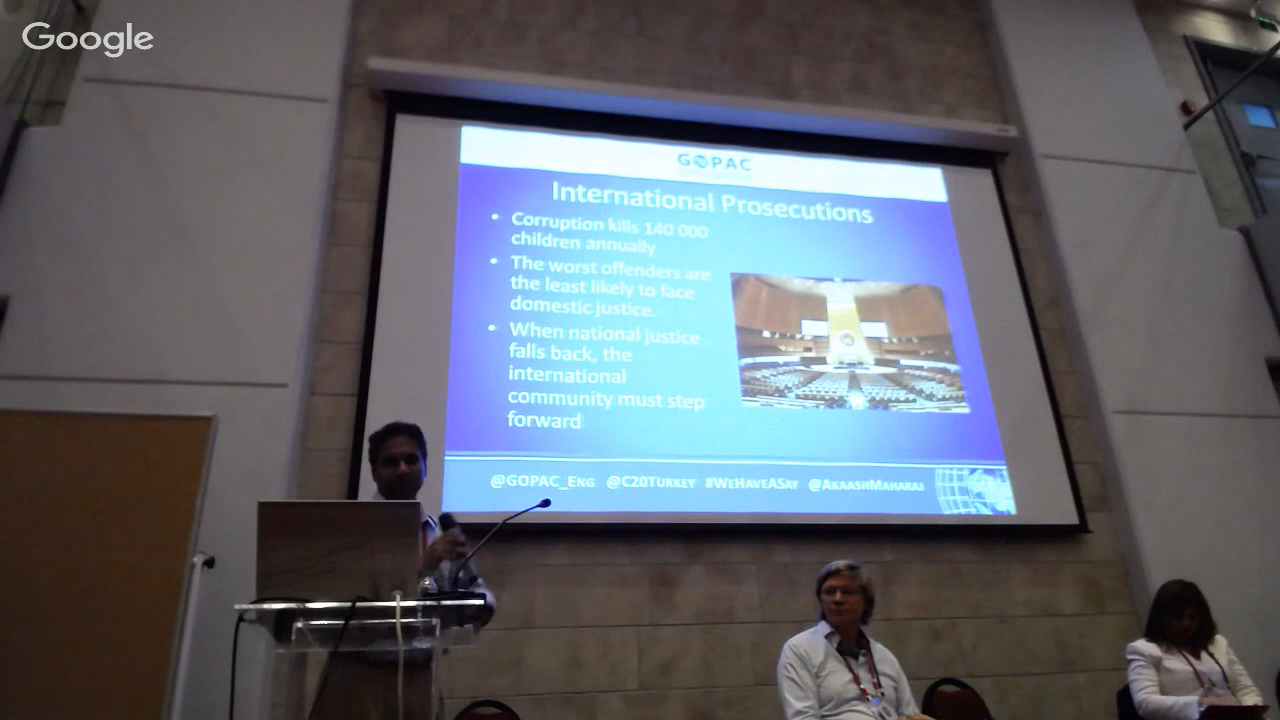 Google
GOPAC
International Prosecutions
• Corruption kills 140 000
children annually
• The worst offenders are
the least likely to face
domestic justice.
• When national justice
falls back, the
international
community must step
forward
@GOPAC_ENG @C20TURKEY #WEHAVEASAY @AKAASHMAHARAJ